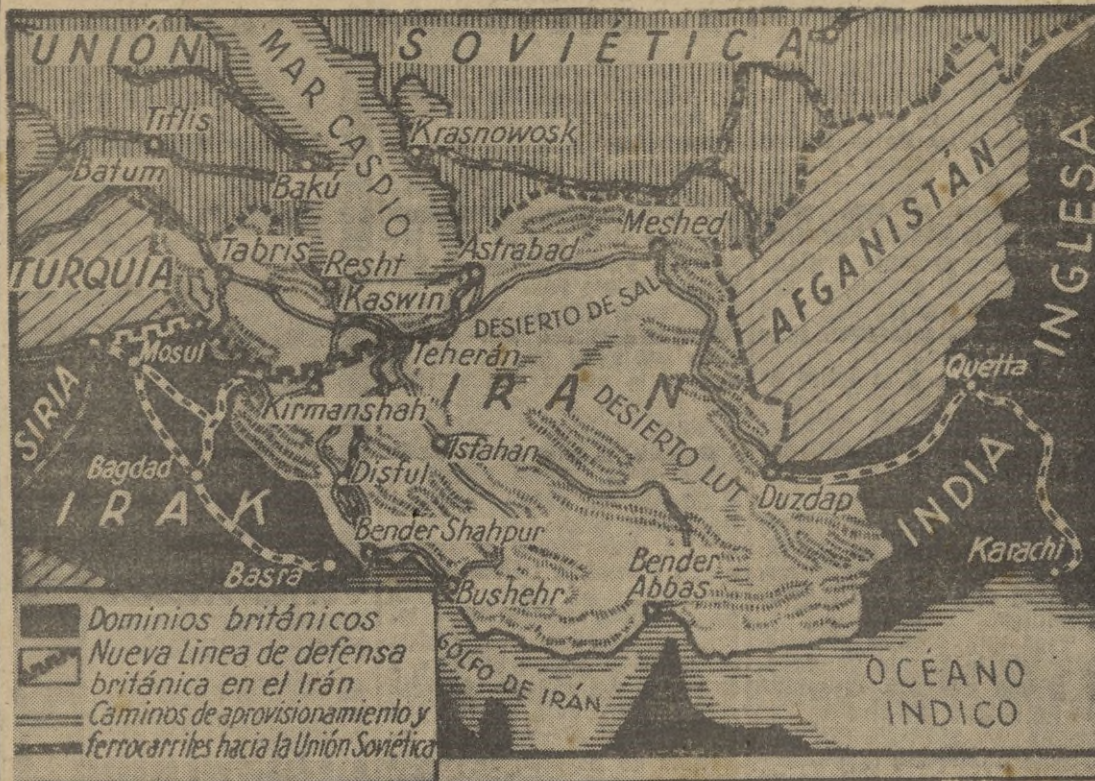 UNIÓN SOVIÉTICA
MAR CASPIO
Tiflis
Krasnowosk
Batum
Bakú
Tabris
Resht
Astrabad
Meshed
AFGANISTÁN
INDIA INGLESA
TURQUIA
Kaswin
DESIERTO DE SAL
Mosul
Teherán
SIRIA
IRÁN
Quetta
Kirmanshah
DESIERTO LUT
Isfahán
Bagdad
Disful
Duzdap
IRAK
Bender Shahpur
Karachi
Basra
Bushehr
Bender
Abbas
GOLFO DE IRÁN
OCÉANO
INDICO
Dominios británicos
Nueva Linea de defensa
británica en el Irán
Caminos de aprovisionamiento y
ferrocarriles hacia la Unión Soviética